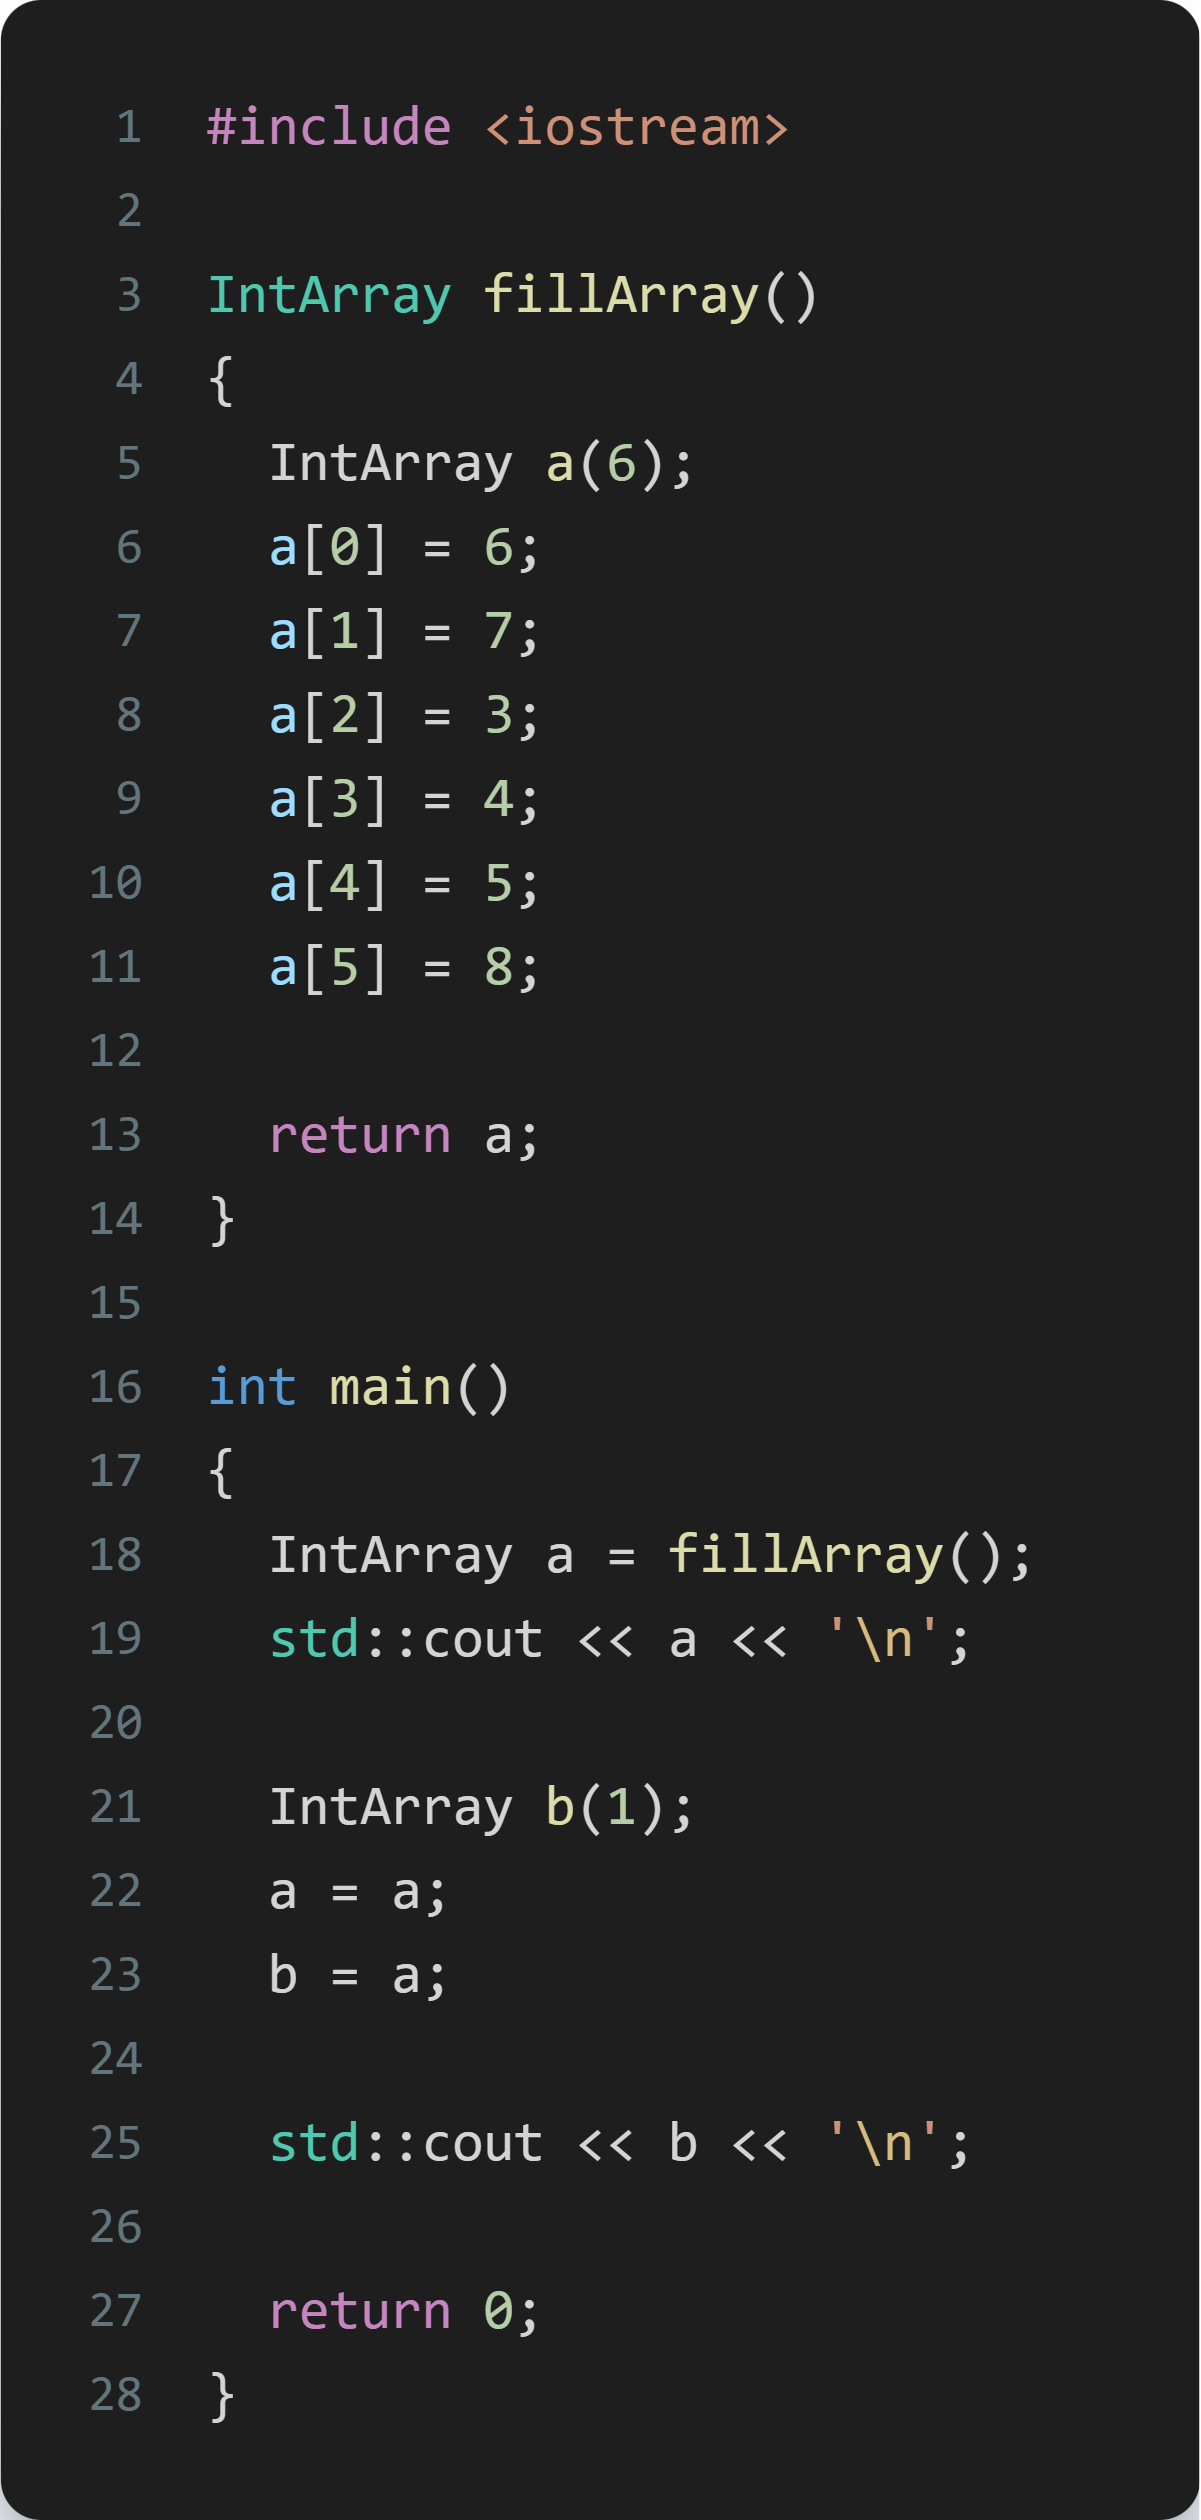 1 #include <iostream>
2
3 IntArray fillArray()
4 {
5   IntArray a(6);
6   a[0] = 6;
7   a[1] = 7;
8   a[2] = 3;
9   a[3] = 4;
10   a[4] = 5;
11   a[5] = 8;
12
13   return a;
14 }
15
16 int main()
17 {
18   IntArray a = fillArray();
19   std::cout << a << '\n';
20
21   IntArray b(1);
22   a = a;
23   b = a;
24
25   std::cout << b << '\n';
26
27   return 0;
28 }